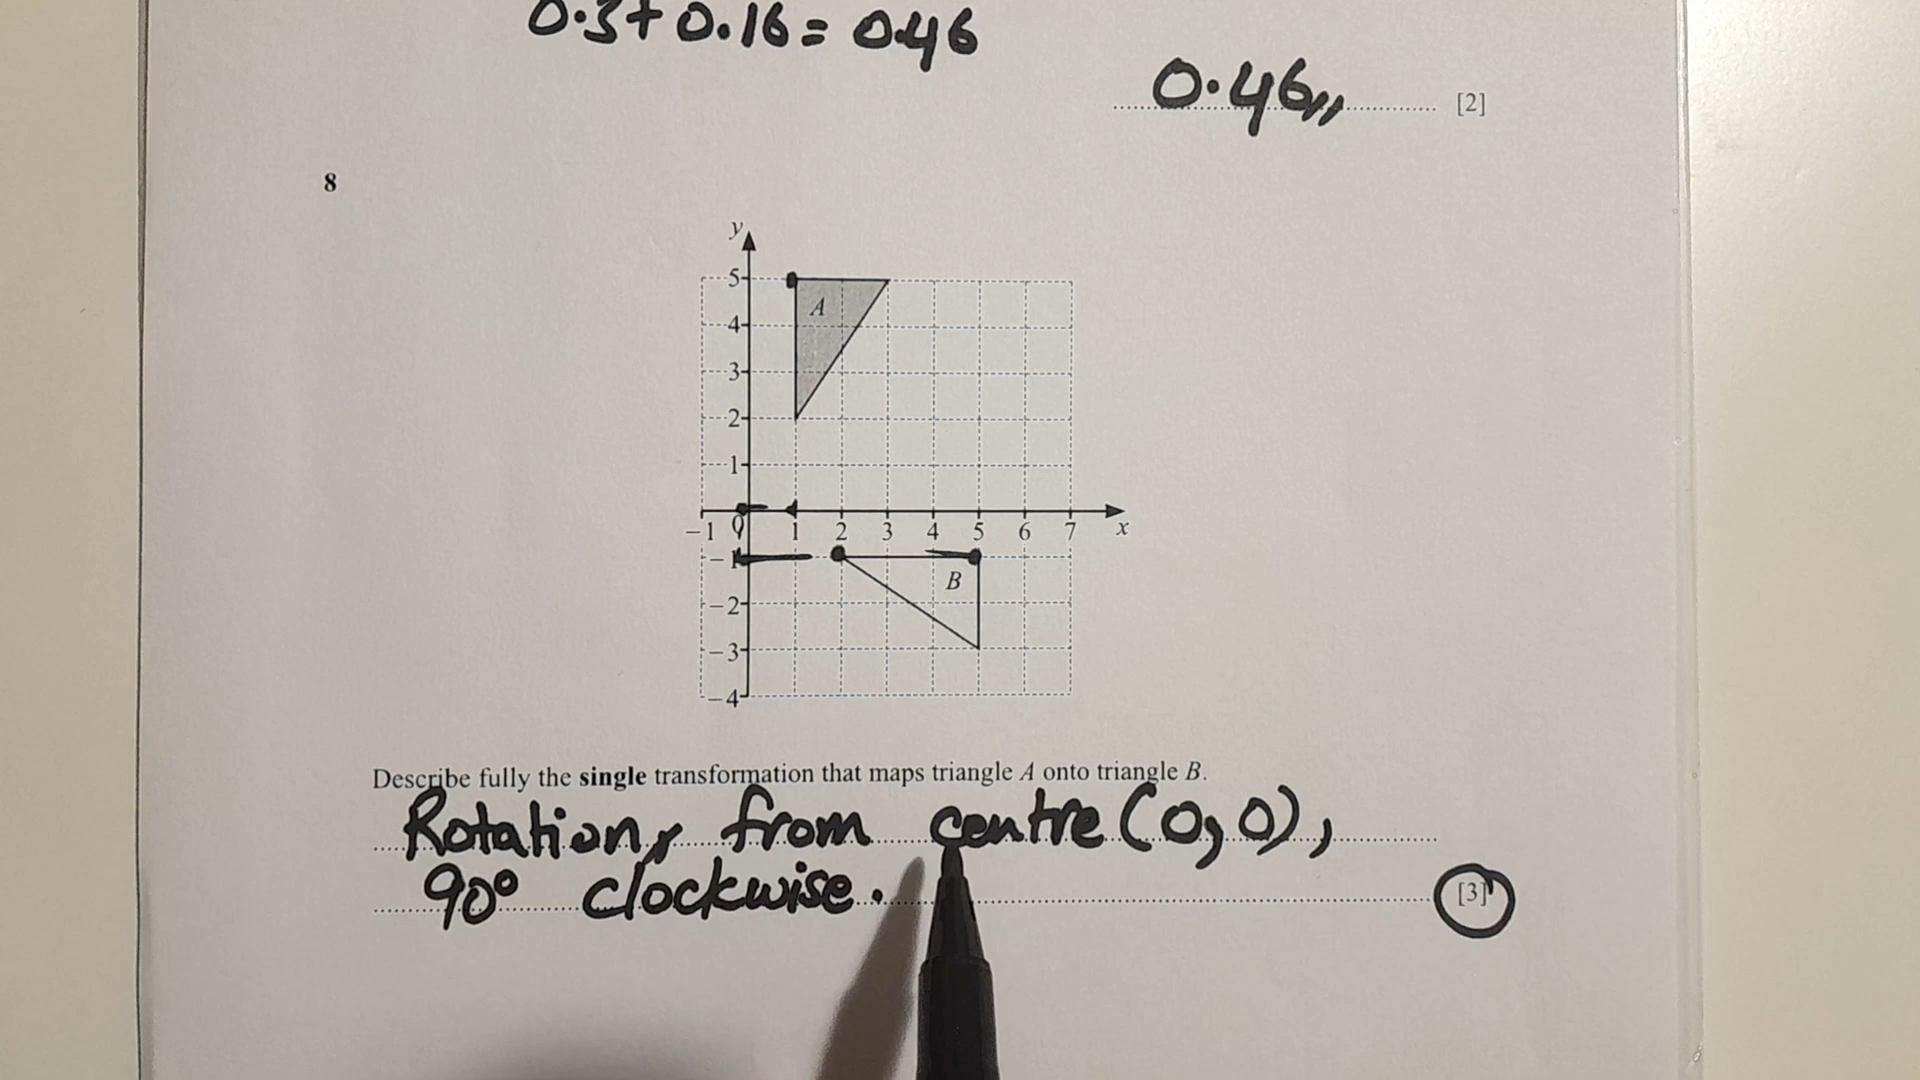 0.3+0.16= 0.46
0.46,, [2]
8
y
5
A
4
3
2
1
-1 0 1 2 3 4 5 6 7 x
-1
B
-2
-3
-4
Describe fully the single transformation that maps triangle A onto triangle B.
Rotation, from centre (0,0),
90° clockwise. [3]